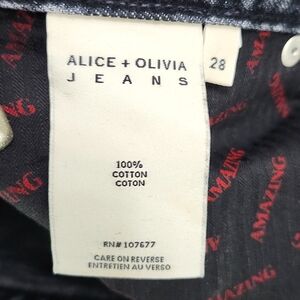 ALICE + OLIVIA
JEANS
28
100%
COTTON
COTON
RN# 107677
CARE ON REVERSE
ENTRETIEN AU VERSO
AMAZING
AMAZING
AMAZING
AMAZING
AMAZING